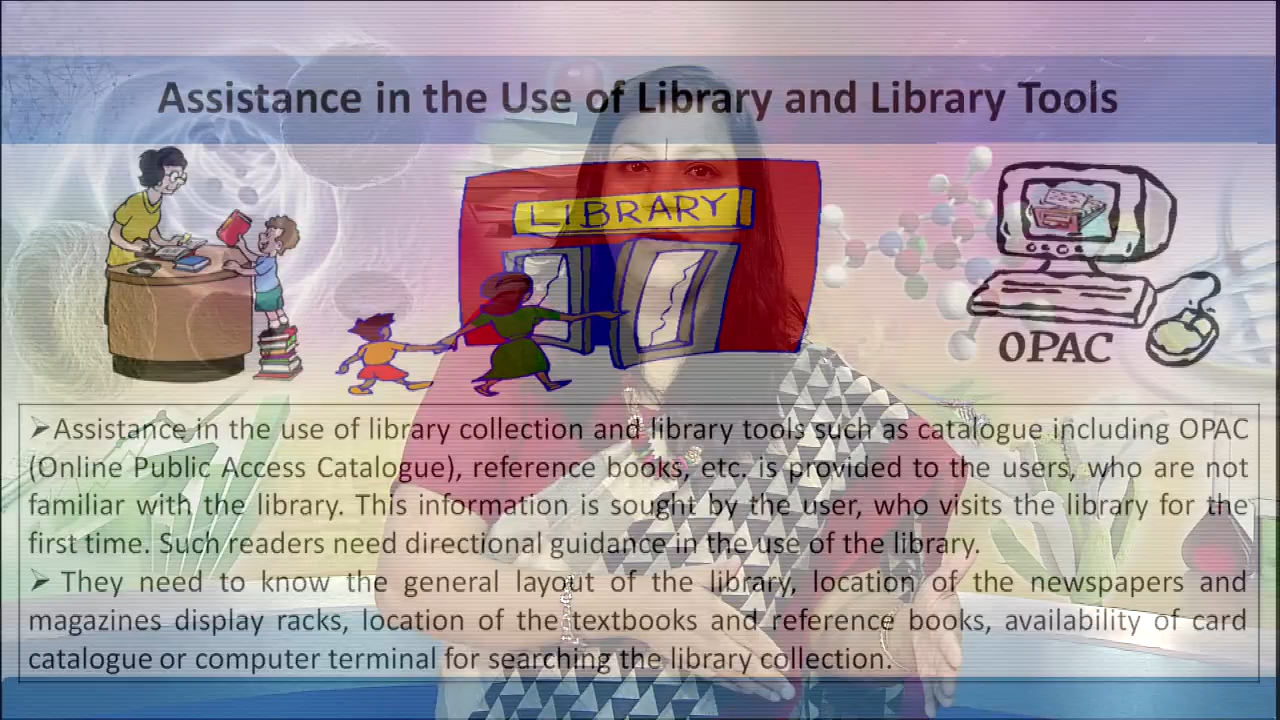 Assistance in the Use of Library and Library Tools
LIBRARY
OPAC
➢Assistance in the use of library collection and library tools such as catalogue including OPAC
(Online Public Access Catalogue), reference books, etc. is provided to the users, who are not
familiar with the library. This information is sought by the user, who visits the library for the
first time. Such readers need directional guidance in the use of the library.
➢ They need to know the general layout of the library, location of the newspapers and
magazines display racks, location of the textbooks and reference books, availability of card
catalogue or computer terminal for searching the library collection.